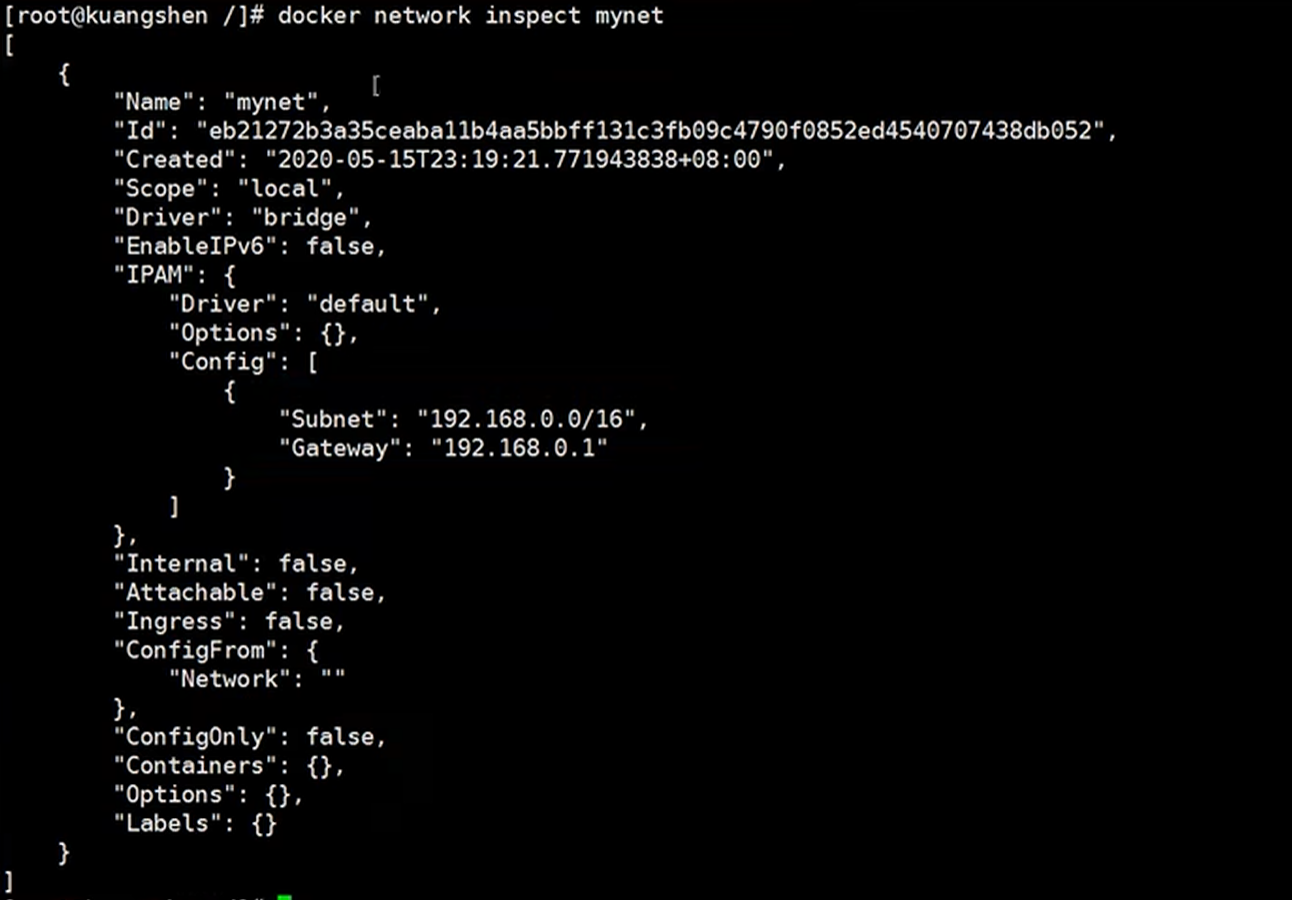 [root@kuangshen /]# docker network inspect mynet
[
    {
        "Name": "mynet",
        "Id": "eb21272b3a35ceaba11b4aa5bbff131c3fb09c4790f0852ed4540707438db052",
        "Created": "2020-05-15T23:19:21.771943838+08:00",
        "Scope": "local",
        "Driver": "bridge",
        "EnableIPv6": false,
        "IPAM": {
            "Driver": "default",
            "Options": {},
            "Config": [
                {
                    "Subnet": "192.168.0.0/16",
                    "Gateway": "192.168.0.1"
                }
            ]
        },
        "Internal": false,
        "Attachable": false,
        "Ingress": false,
        "ConfigFrom": {
            "Network": ""
        },
        "ConfigOnly": false,
        "Containers": {},
        "Options": {},
        "Labels": {}
    }
]